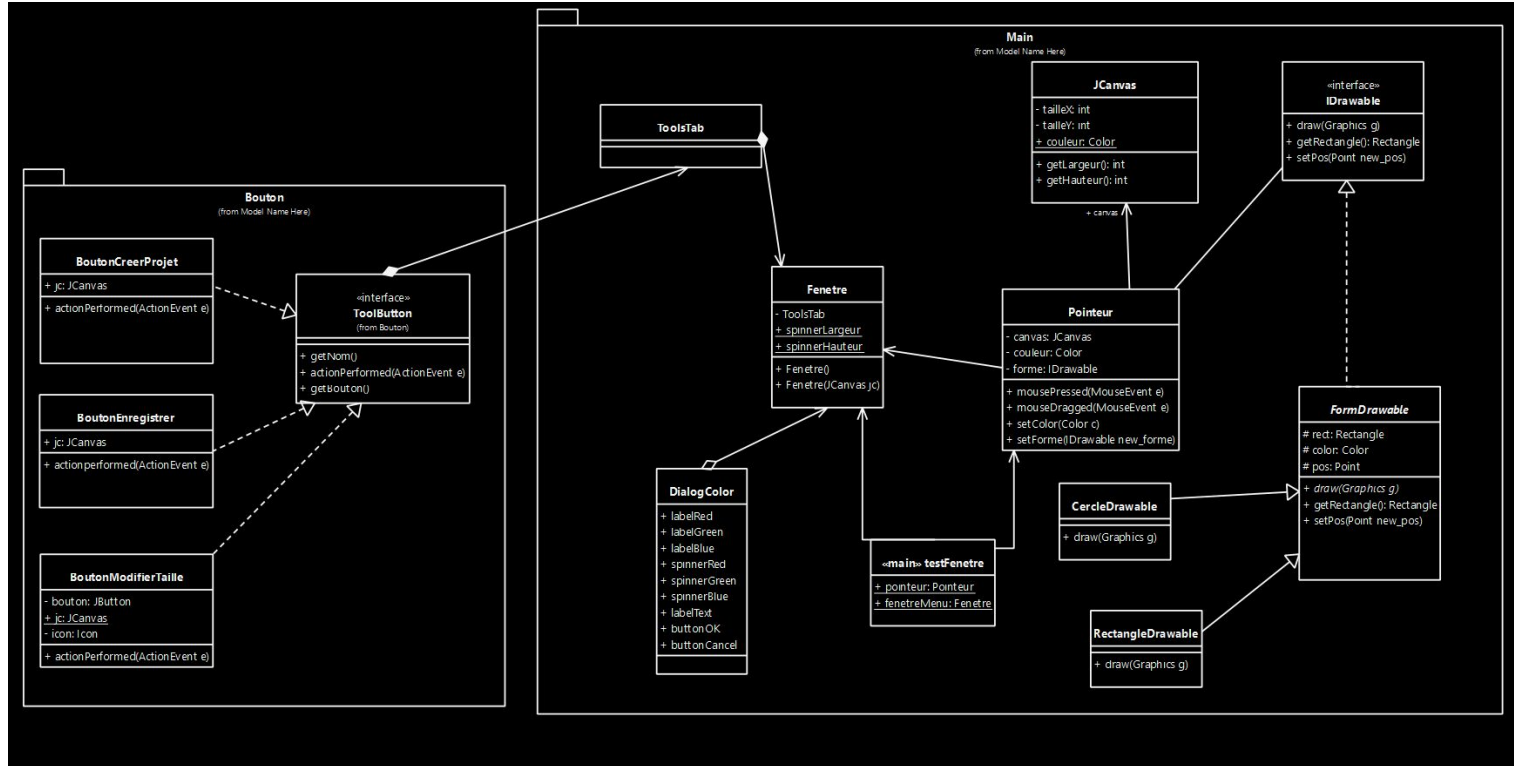 Main
(from Model Name Here)
JCanvas
- tailleX: int
- tailleY: int
+ couleur: Color
+ getLargeur(): int
+ getHauteur(): int
«interface»
IDrawable
+ draw(Graphics g)
+ getRectangle(): Rectangle
+ setPos(Point new_pos)
ToolsTab
Bouton
(from Model Name Here)
+ canvas
BoutonCreerProjet
+ jc: JCanvas
+ actionPerformed(ActionEvent e)
«interface»
ToolButton
(from Bouton)
+ getNom()
+ actionPerformed(ActionEvent e)
+ getBouton()
Fenetre
- ToolsTab
+ spinnerLargeur
+ spinnerHauteur
+ Fenetre()
+ Fenetre(JCanvas jc)
Pointeur
- canvas: JCanvas
- couleur: Color
- forme: IDrawable
+ mousePressed(MouseEvent e)
+ mouseDragged(MouseEvent e)
+ setColor(Color c)
+ setForme(IDrawable new_forme)
BoutonEnregistrer
+ jc: JCanvas
+ actionperformed(ActionEvent e)
FormDrawable
# rect: Rectangle
# color: Color
# pos: Point
+ draw(Graphics g)
+ getRectangle(): Rectangle
+ setPos(Point new_pos)
DialogColor
+ labelRed
+ labelGreen
+ labelBlue
+ spinnerRed
+ spinnerGreen
+ spinnerBlue
+ labelText
+ buttonOK
+ buttonCancel
CercleDrawable
+ draw(Graphics g)
«main» testFenetre
+ pointeur: Pointeur
+ fenetreMenu: Fenetre
BoutonModifierTaille
- bouton: JButton
+ jc: JCanvas
- icon: Icon
+ actionPerformed(ActionEvent e)
RectangleDrawable
+ draw(Graphics g)